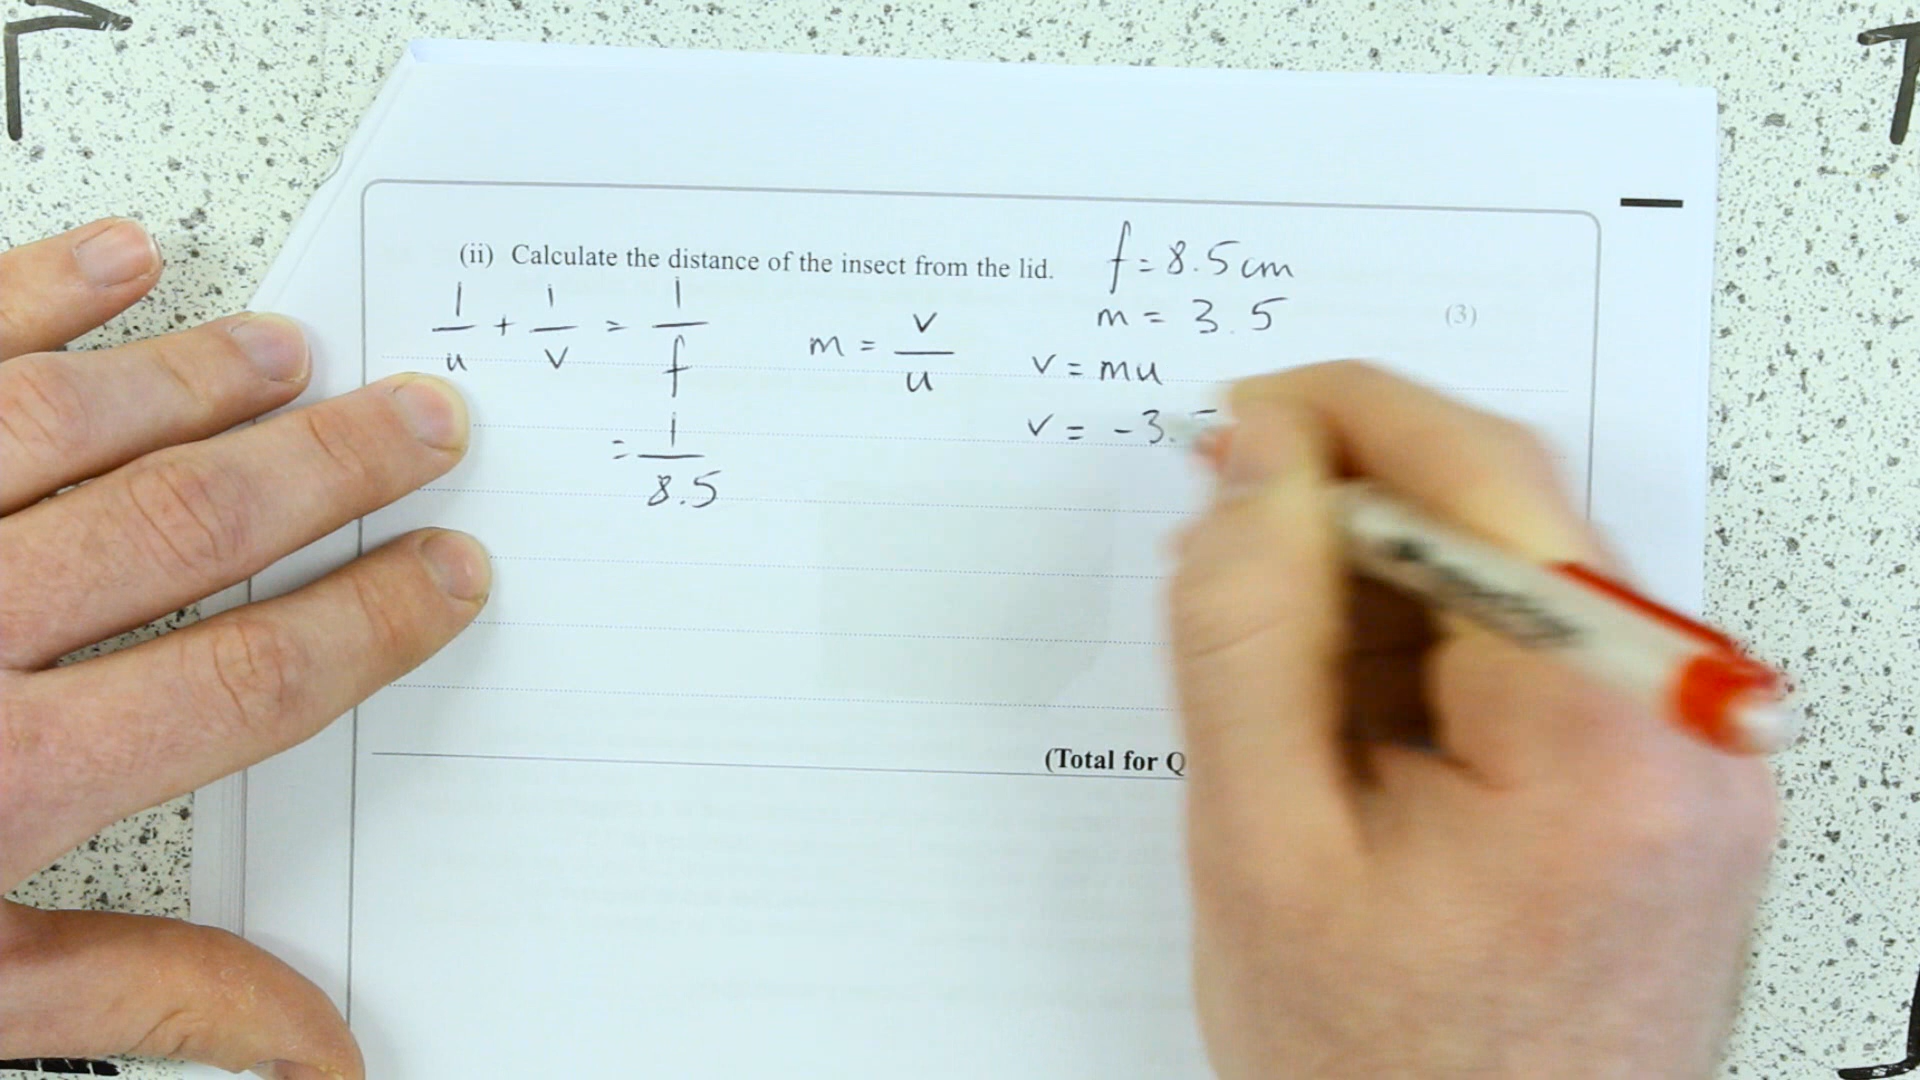 (ii) Calculate the distance of the insect from the lid.
f = 8.5 cm
m = 3.5
(3)
1/u + 1/v = 1/f
m = v/u
v = mu
= 1/8.5
v = -3.5
(Total for Q